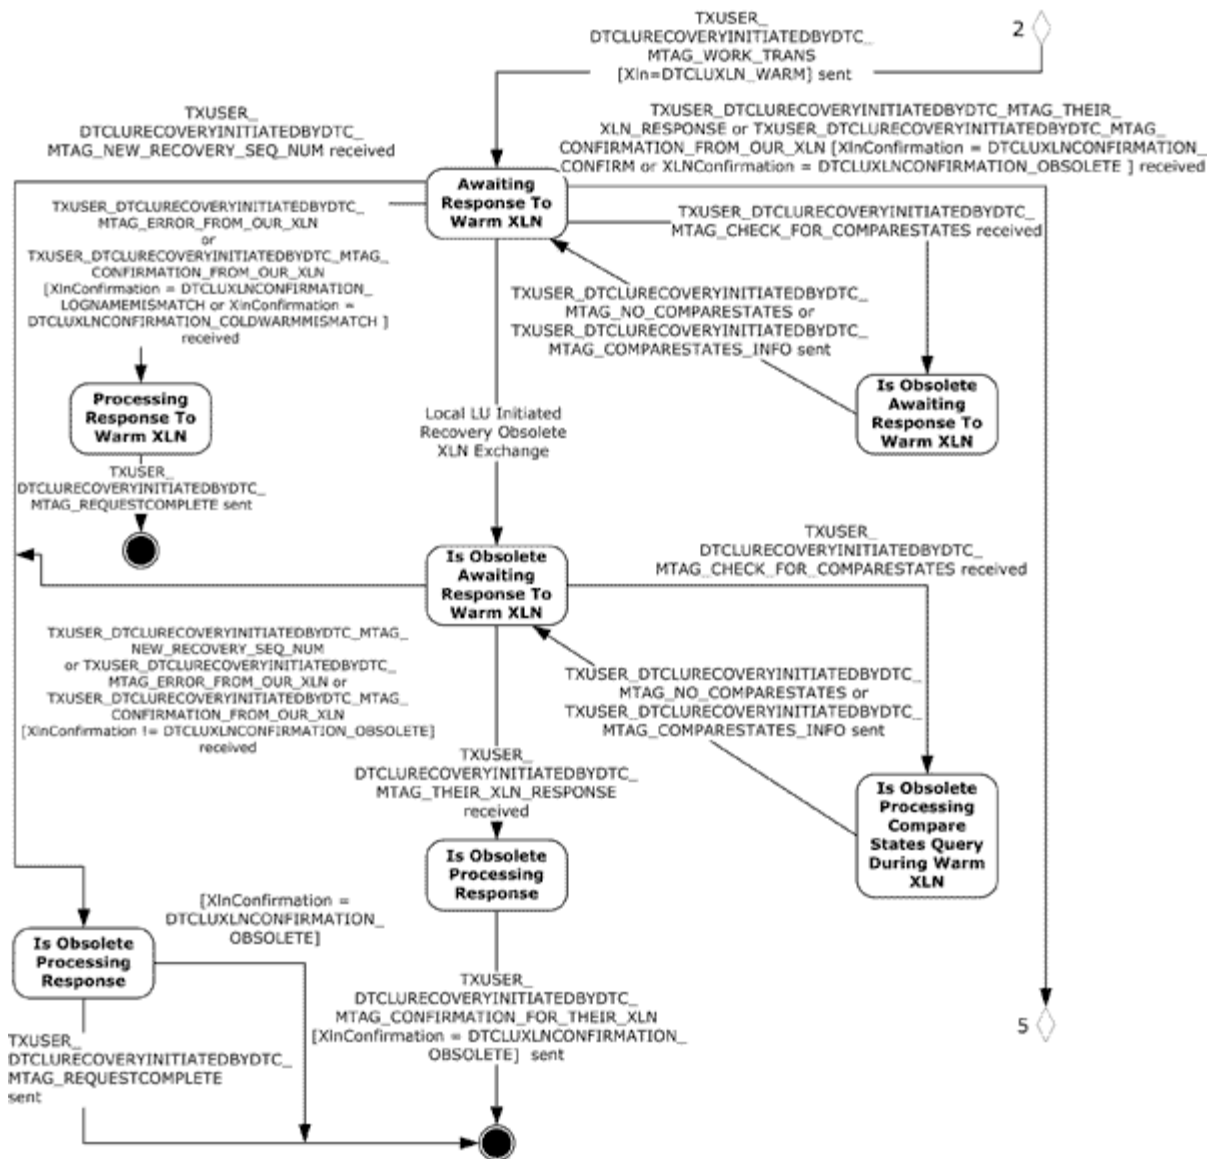 TXUSER_
DTCLURECOVERYINITIATEDBYDTC_
MTAG_WORK_TRANS
[Xln=DTCLUXLN_WARM] sent
2
TXUSER_
DTCLURECOVERYINITIATEDBYDTC_
MTAG_NEW_RECOVERY_SEQ_NUM received
TXUSER_DTCLURECOVERYINITIATEDBYDTC_MTAG_THEIR_
XLN_RESPONSE or TXUSER_DTCLURECOVERYINITIATEDBYDTC_MTAG_
CONFIRMATION_FROM_OUR_XLN [XlnConfirmation = DTCLUXLNCONFIRMATION_
CONFIRM or XLNConfirmation = DTCLUXLNCONFIRMATION_OBSOLETE ] received
Awaiting
Response To
Warm XLN
TXUSER_DTCLURECOVERYINITIATEDBYDTC_
MTAG_ERROR_FROM_OUR_XLN
or
TXUSER_DTCLURECOVERYINITIATEDBYDTC_MTAG_
CONFIRMATION_FROM_OUR_XLN
[XlnConfirmation = DTCLUXLNCONFIRMATION_
LOGNAMEMISMATCH or XlnConfirmation =
DTCLUXLNCONFIRMATION_COLDWARMMISMATCH ]
received
TXUSER_DTCLURECOVERYINITIATEDBYDTC_
MTAG_CHECK_FOR_COMPARESTATES received
TXUSER_DTCLURECOVERYINITIATEDBYDTC_
MTAG_NO_COMPARESTATES or
TXUSER_DTCLURECOVERYINITIATEDBYDTC_
MTAG_COMPARESTATES_INFO sent
Processing
Response To
Warm XLN
Is Obsolete
Awaiting
Response To
Warm XLN
Local LU Initiated
Recovery Obsolete
XLN Exchange
TXUSER_
DTCLURECOVERYINITIATEDBYDTC_
MTAG_REQUESTCOMPLETE sent
Is Obsolete
Awaiting
Response To
Warm XLN
TXUSER_
DTCLURECOVERYINITIATEDBYDTC_
MTAG_CHECK_FOR_COMPARESTATES received
TXUSER_DTCLURECOVERYINITIATEDBYDTC_MTAG_
NEW_RECOVERY_SEQ_NUM
or TXUSER_DTCLURECOVERYINITIATEDBYDTC_
MTAG_ERROR_FROM_OUR_XLN or
TXUSER_DTCLURECOVERYINITIATEDBYDTC_MTAG_
CONFIRMATION_FROM_OUR_XLN
[XlnConfirmation != DTCLUXLNCONFIRMATION_OBSOLETE]
received
TXUSER_DTCLURECOVERYINITIATEDBYDTC_
MTAG_NO_COMPARESTATES or
TXUSER_DTCLURECOVERYINITIATEDBYDTC_
MTAG_COMPARESTATES_INFO sent
TXUSER_
DTCLURECOVERYINITIATEDBYDTC_
MTAG_THEIR_XLN_RESPONSE
received
Is Obsolete
Processing
Compare
States Query
During Warm
XLN
Is Obsolete
Processing
Response
[XlnConfirmation =
DTCLUXLNCONFIRMATION_
OBSOLETE]
Is Obsolete
Processing
Response
TXUSER_
DTCLURECOVERYINITIATEDBYDTC_
MTAG_CONFIRMATION_FOR_THEIR_XLN
[XlnConfirmation = DTCLUXLNCONFIRMATION_
OBSOLETE] sent
5
TXUSER_
DTCLURECOVERYINITIATEDBYDTC_
MTAG_REQUESTCOMPLETE
sent